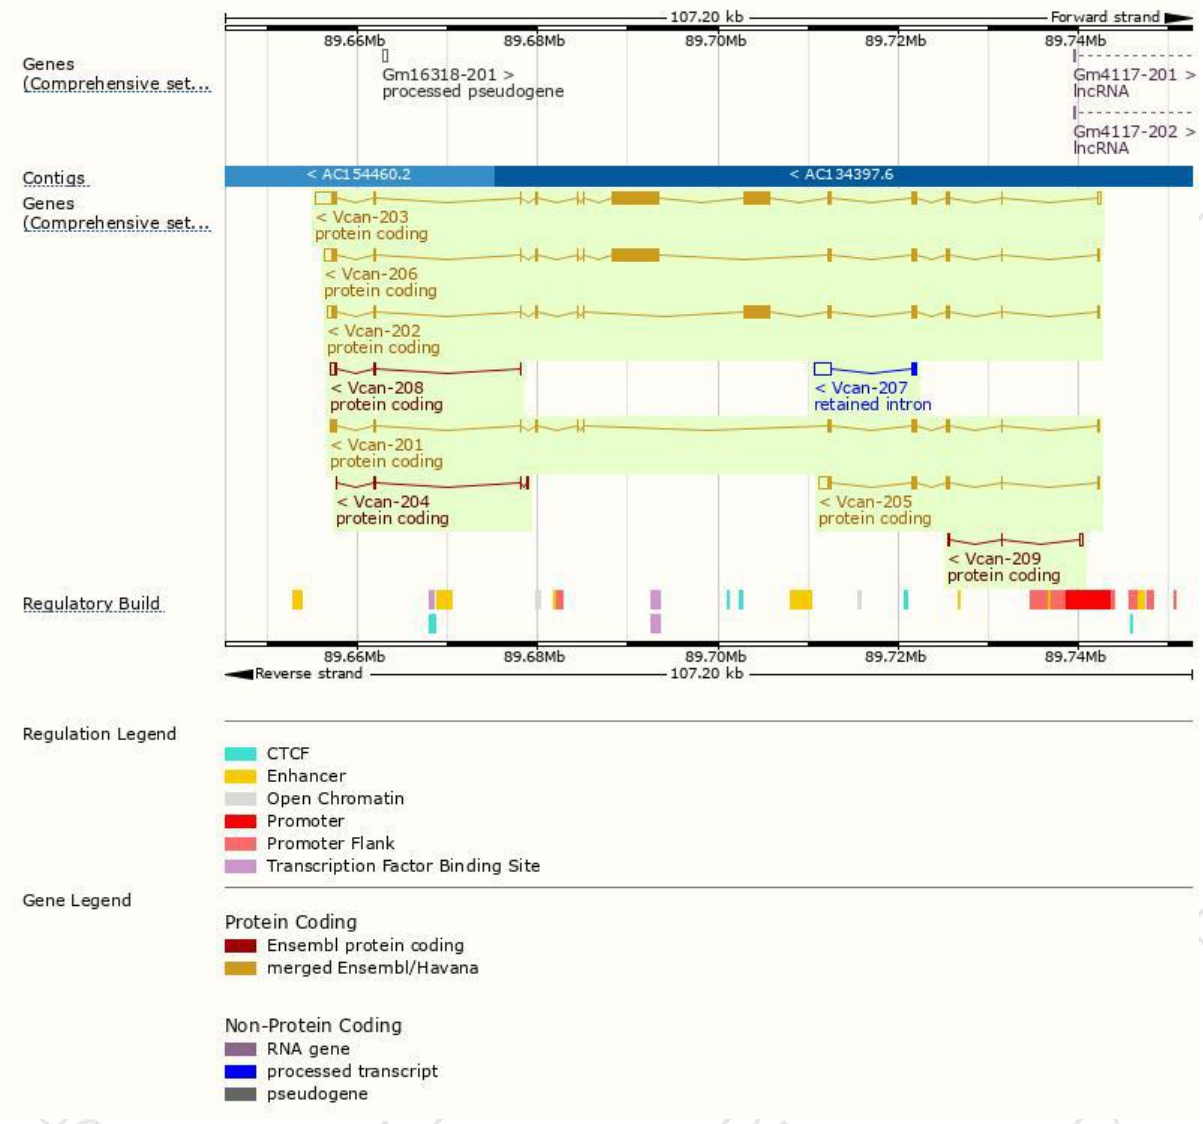 107.20 kb Forward strand
89.66Mb 89.68Mb 89.70Mb 89.72Mb 89.74Mb
Genes
(Comprehensive set...
Gm16318-201 >
processed pseudogene
Gm4117-201 >
lncRNA
Gm4117-202 >
lncRNA
Contigs < AC154460.2 < AC134397.6
Genes
(Comprehensive set...
< Vcan-203
protein coding
< Vcan-206
protein coding
< Vcan-202
protein coding
< Vcan-208 < Vcan-207
protein coding retained intron
< Vcan-201
protein coding
< Vcan-204 < Vcan-205
protein coding protein coding
< Vcan-209
protein coding
Regulatory Build
89.66Mb 89.68Mb 89.70Mb 89.72Mb 89.74Mb
Reverse strand 107.20 kb
Regulation Legend
CTCF
Enhancer
Open Chromatin
Promoter
Promoter Flank
Transcription Factor Binding Site
Gene Legend
Protein Coding
Ensembl protein coding
merged Ensembl/Havana
Non-Protein Coding
RNA gene
processed transcript
pseudogene